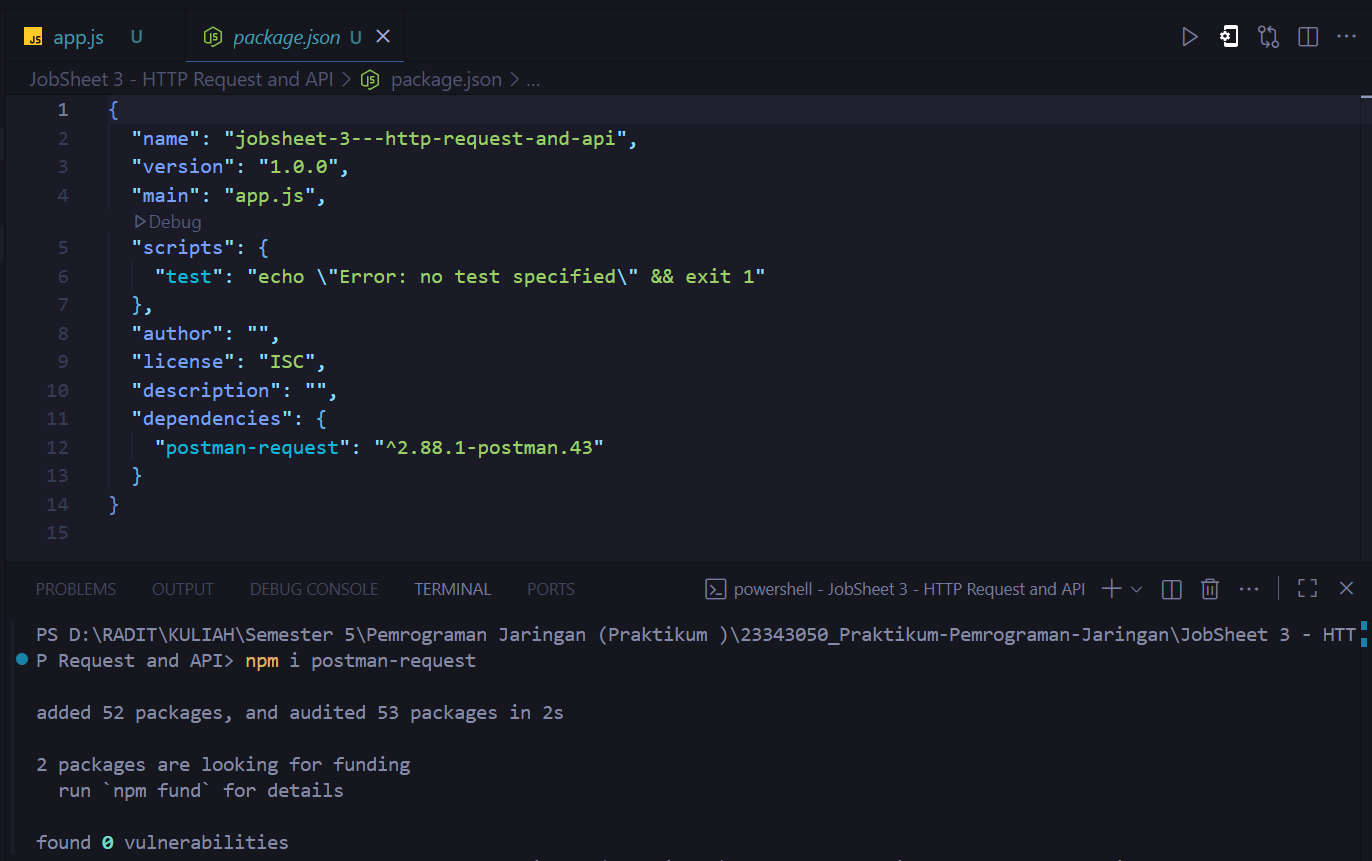 JS app.js U
JS package.json U
JobSheet 3 - HTTP Request and API > JS package.json > ...
1 {
2 "name": "jobsheet-3---http-request-and-api",
3 "version": "1.0.0",
4 "main": "app.js",
Debug
5 "scripts": {
6 "test": "echo \"Error: no test specified\" && exit 1"
7 },
8 "author": "",
9 "license": "ISC",
10 "description": "",
11 "dependencies": {
12 "postman-request": "^2.88.1-postman.43"
13 }
14 }
15
PROBLEMS OUTPUT DEBUG CONSOLE TERMINAL PORTS powershell - JobSheet 3 - HTTP Request and API
PS D:\RADIT\KULIAH\Semester 5\Pemrograman Jaringan (Praktikum )\23343050_Praktikum-Pemrograman-Jaringan\JobSheet 3 - HTT
P Request and API> npm i postman-request
added 52 packages, and audited 53 packages in 2s
2 packages are looking for funding
run `npm fund` for details
found 0 vulnerabilities